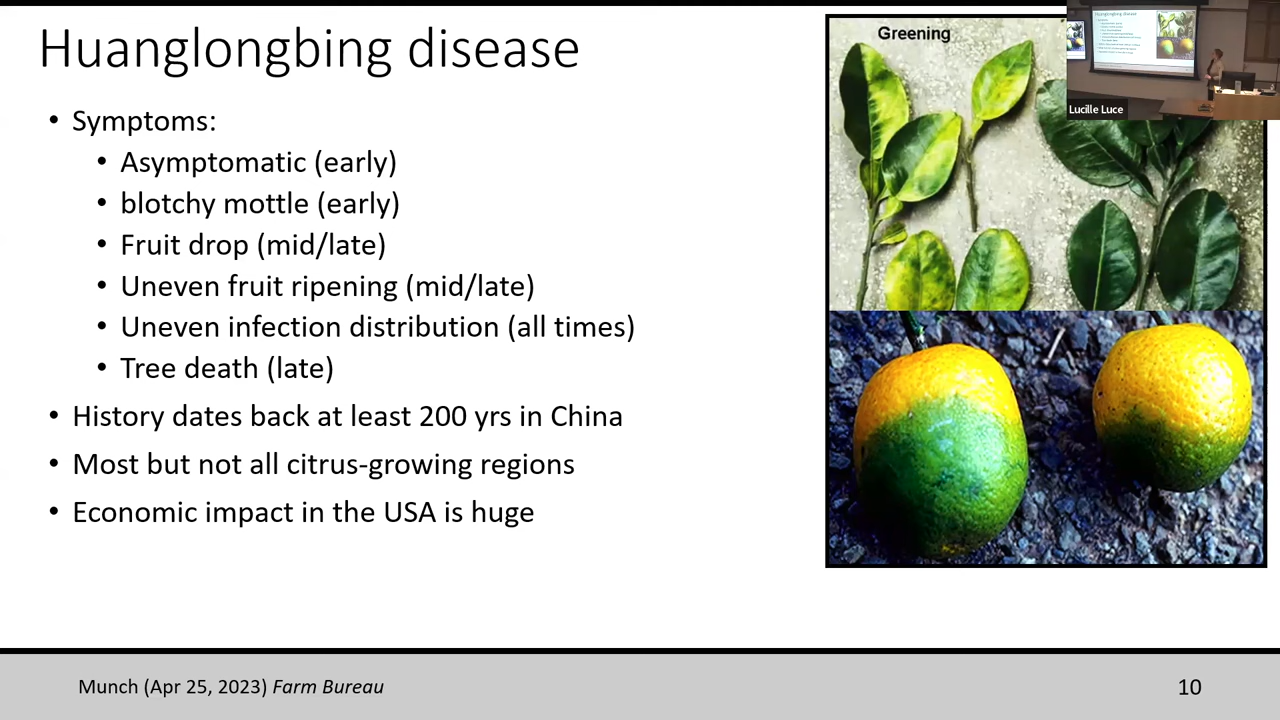 Huanglongbing disease
• Symptoms:
• Asymptomatic (early)
• blotchy mottle (early)
• Fruit drop (mid/late)
• Uneven fruit ripening (mid/late)
• Uneven infection distribution (all times)
• Tree death (late)
• History dates back at least 200 yrs in China
• Most but not all citrus-growing regions
• Economic impact in the USA is huge
Greening
Huanglongbing disease
Lucille Luce
Munch (Apr 25, 2023) Farm Bureau
10